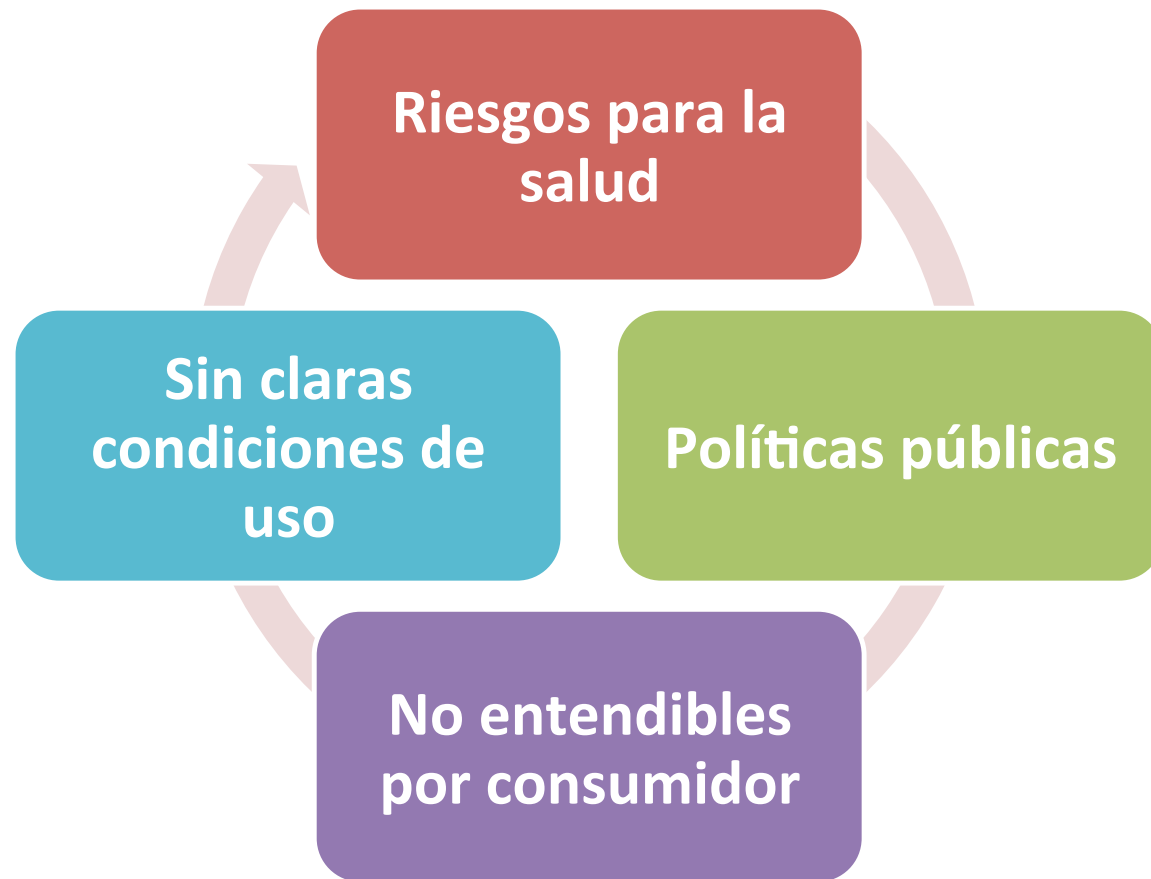 Riesgos para la
salud
Políticas públicas
No entendibles
por consumidor
Sin claras
condiciones de
uso